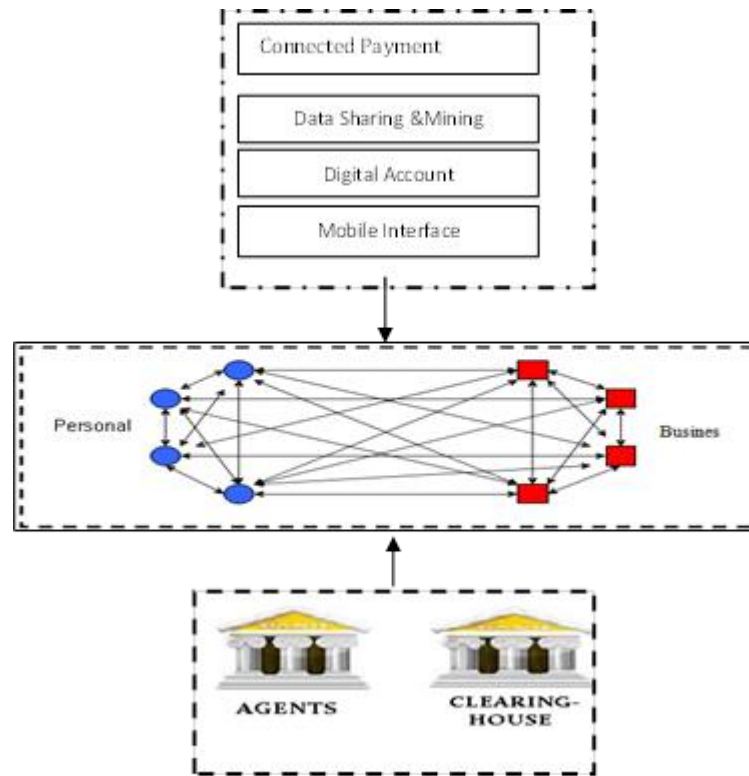 Connected Payment
Data Sharing &Mining
Digital Account
Mobile Interface
Personal
Busines
AGENTS
CLEARING-
HOUSE